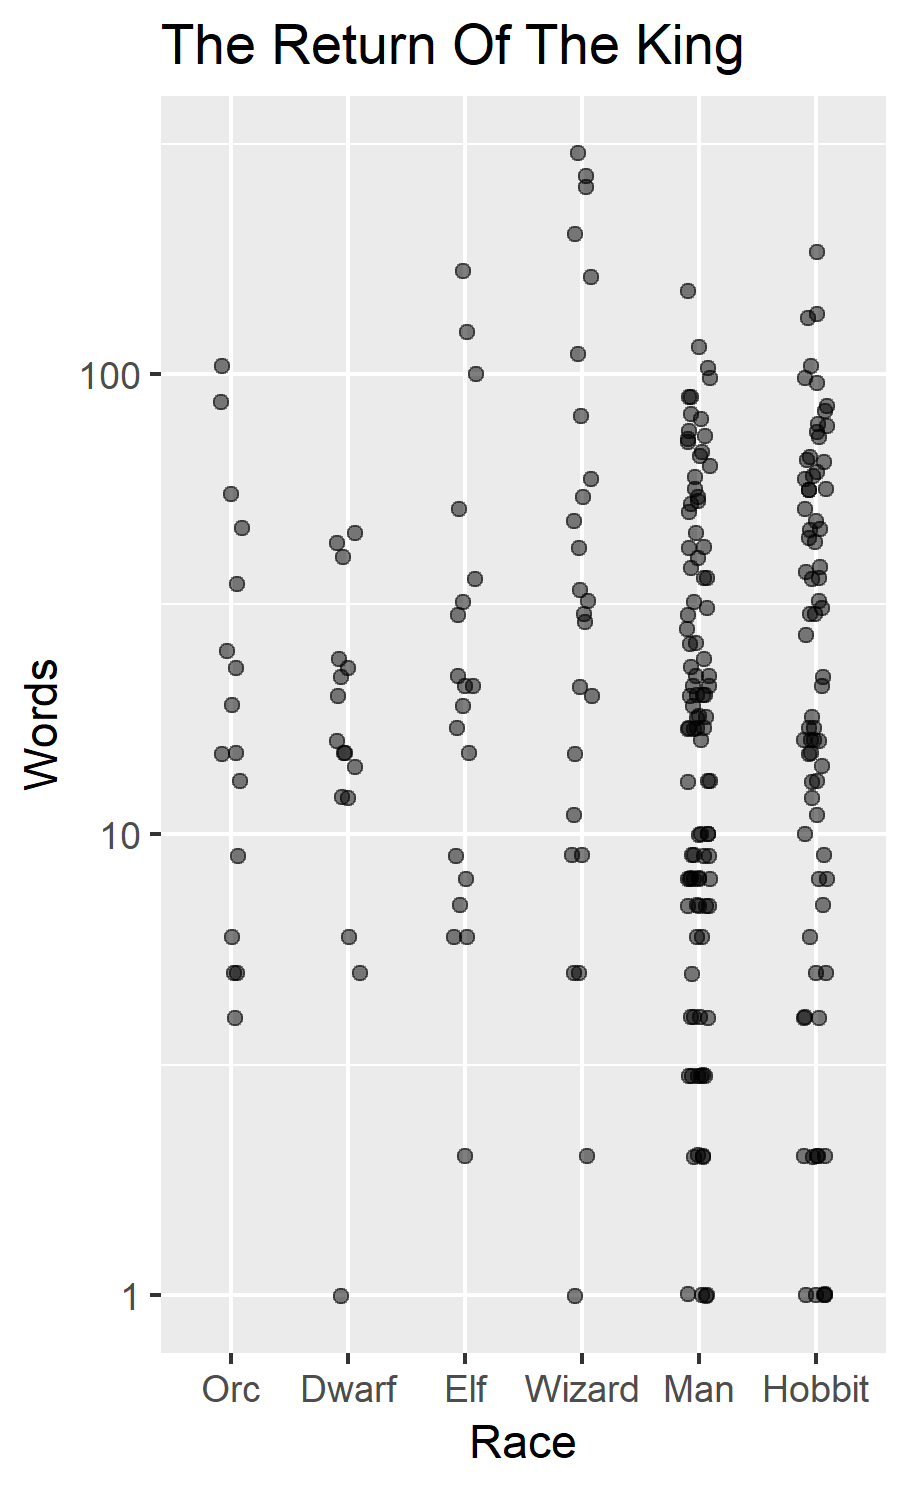 The Return Of The King
Words
100
10
1
Orc Dwarf Elf Wizard Man Hobbit
Race